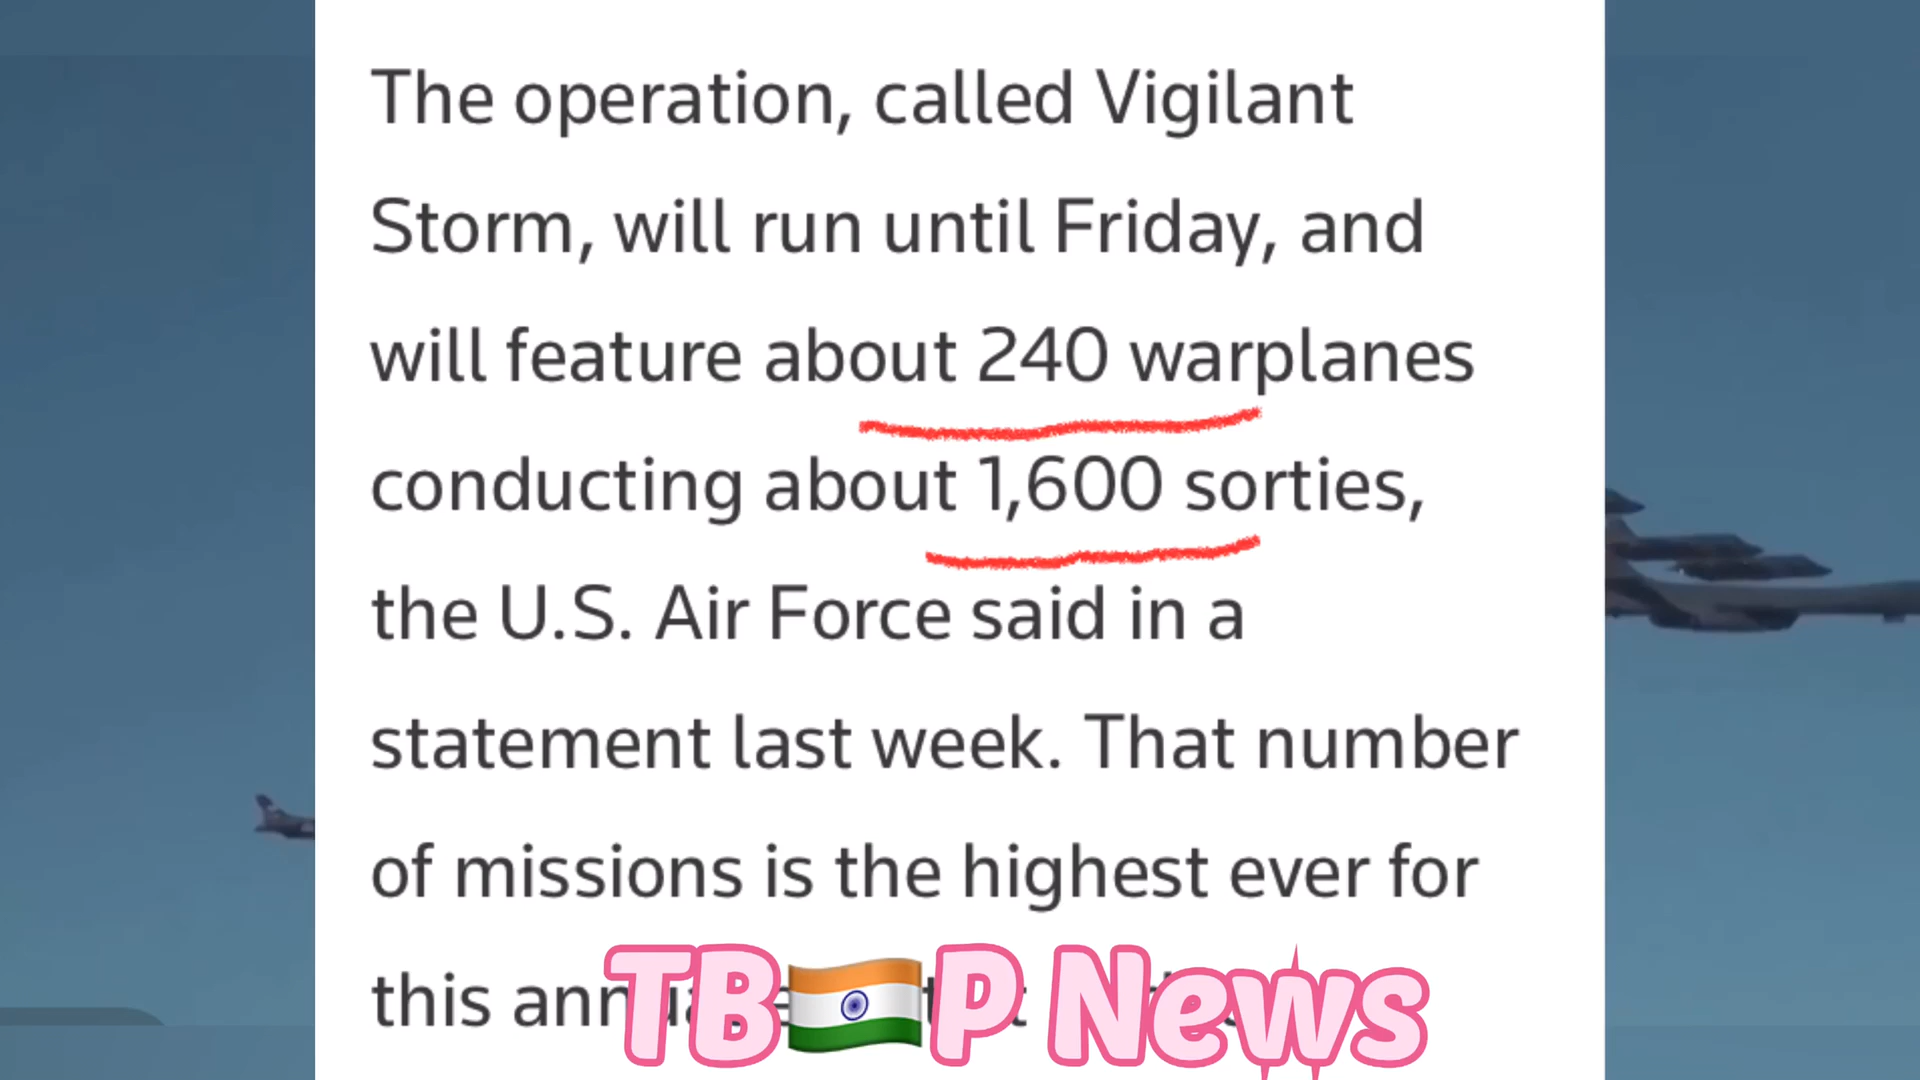 The operation, called Vigilant
Storm, will run until Friday, and
will feature about 240 warplanes
conducting about 1,600 sorties,
the U.S. Air Force said in a
statement last week. That number
of missions is the highest ever for
this
TB🇮🇳P News